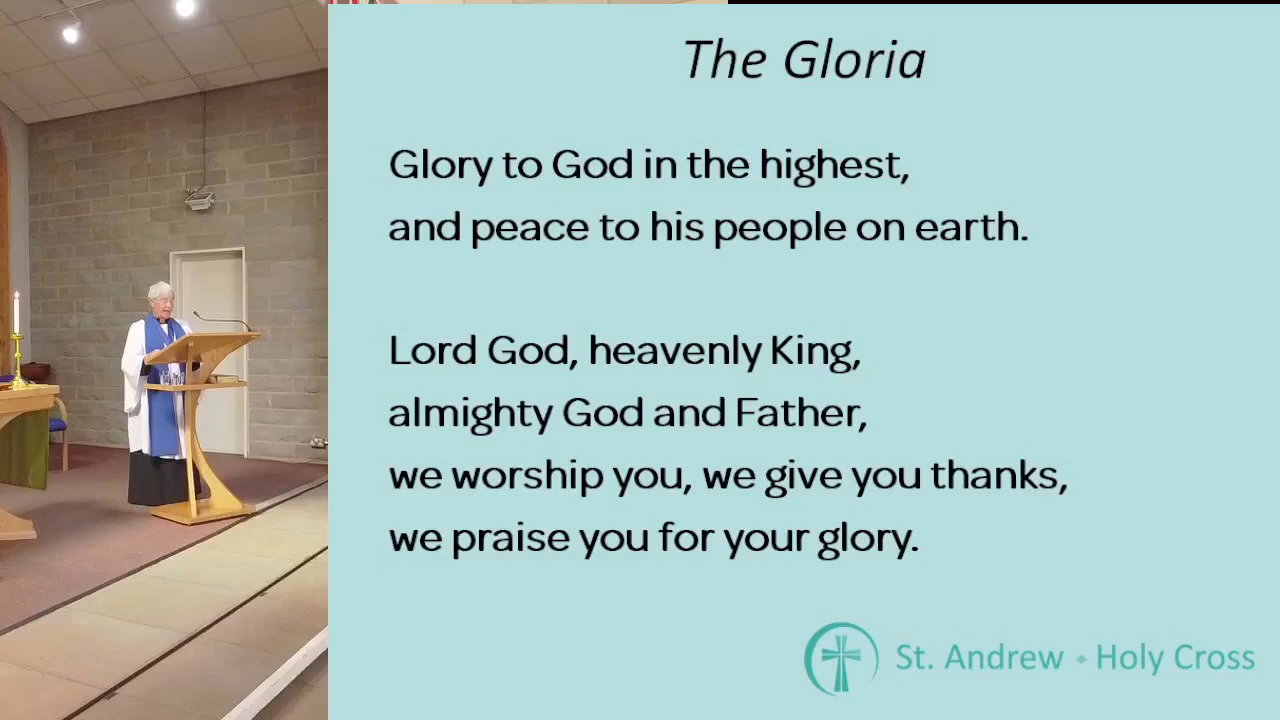 The Gloria
Glory to God in the highest,
and peace to his people on earth.
Lord God, heavenly King,
almighty God and Father,
we worship you, we give you thanks,
we praise you for your glory.
St. Andrew • Holy Cross